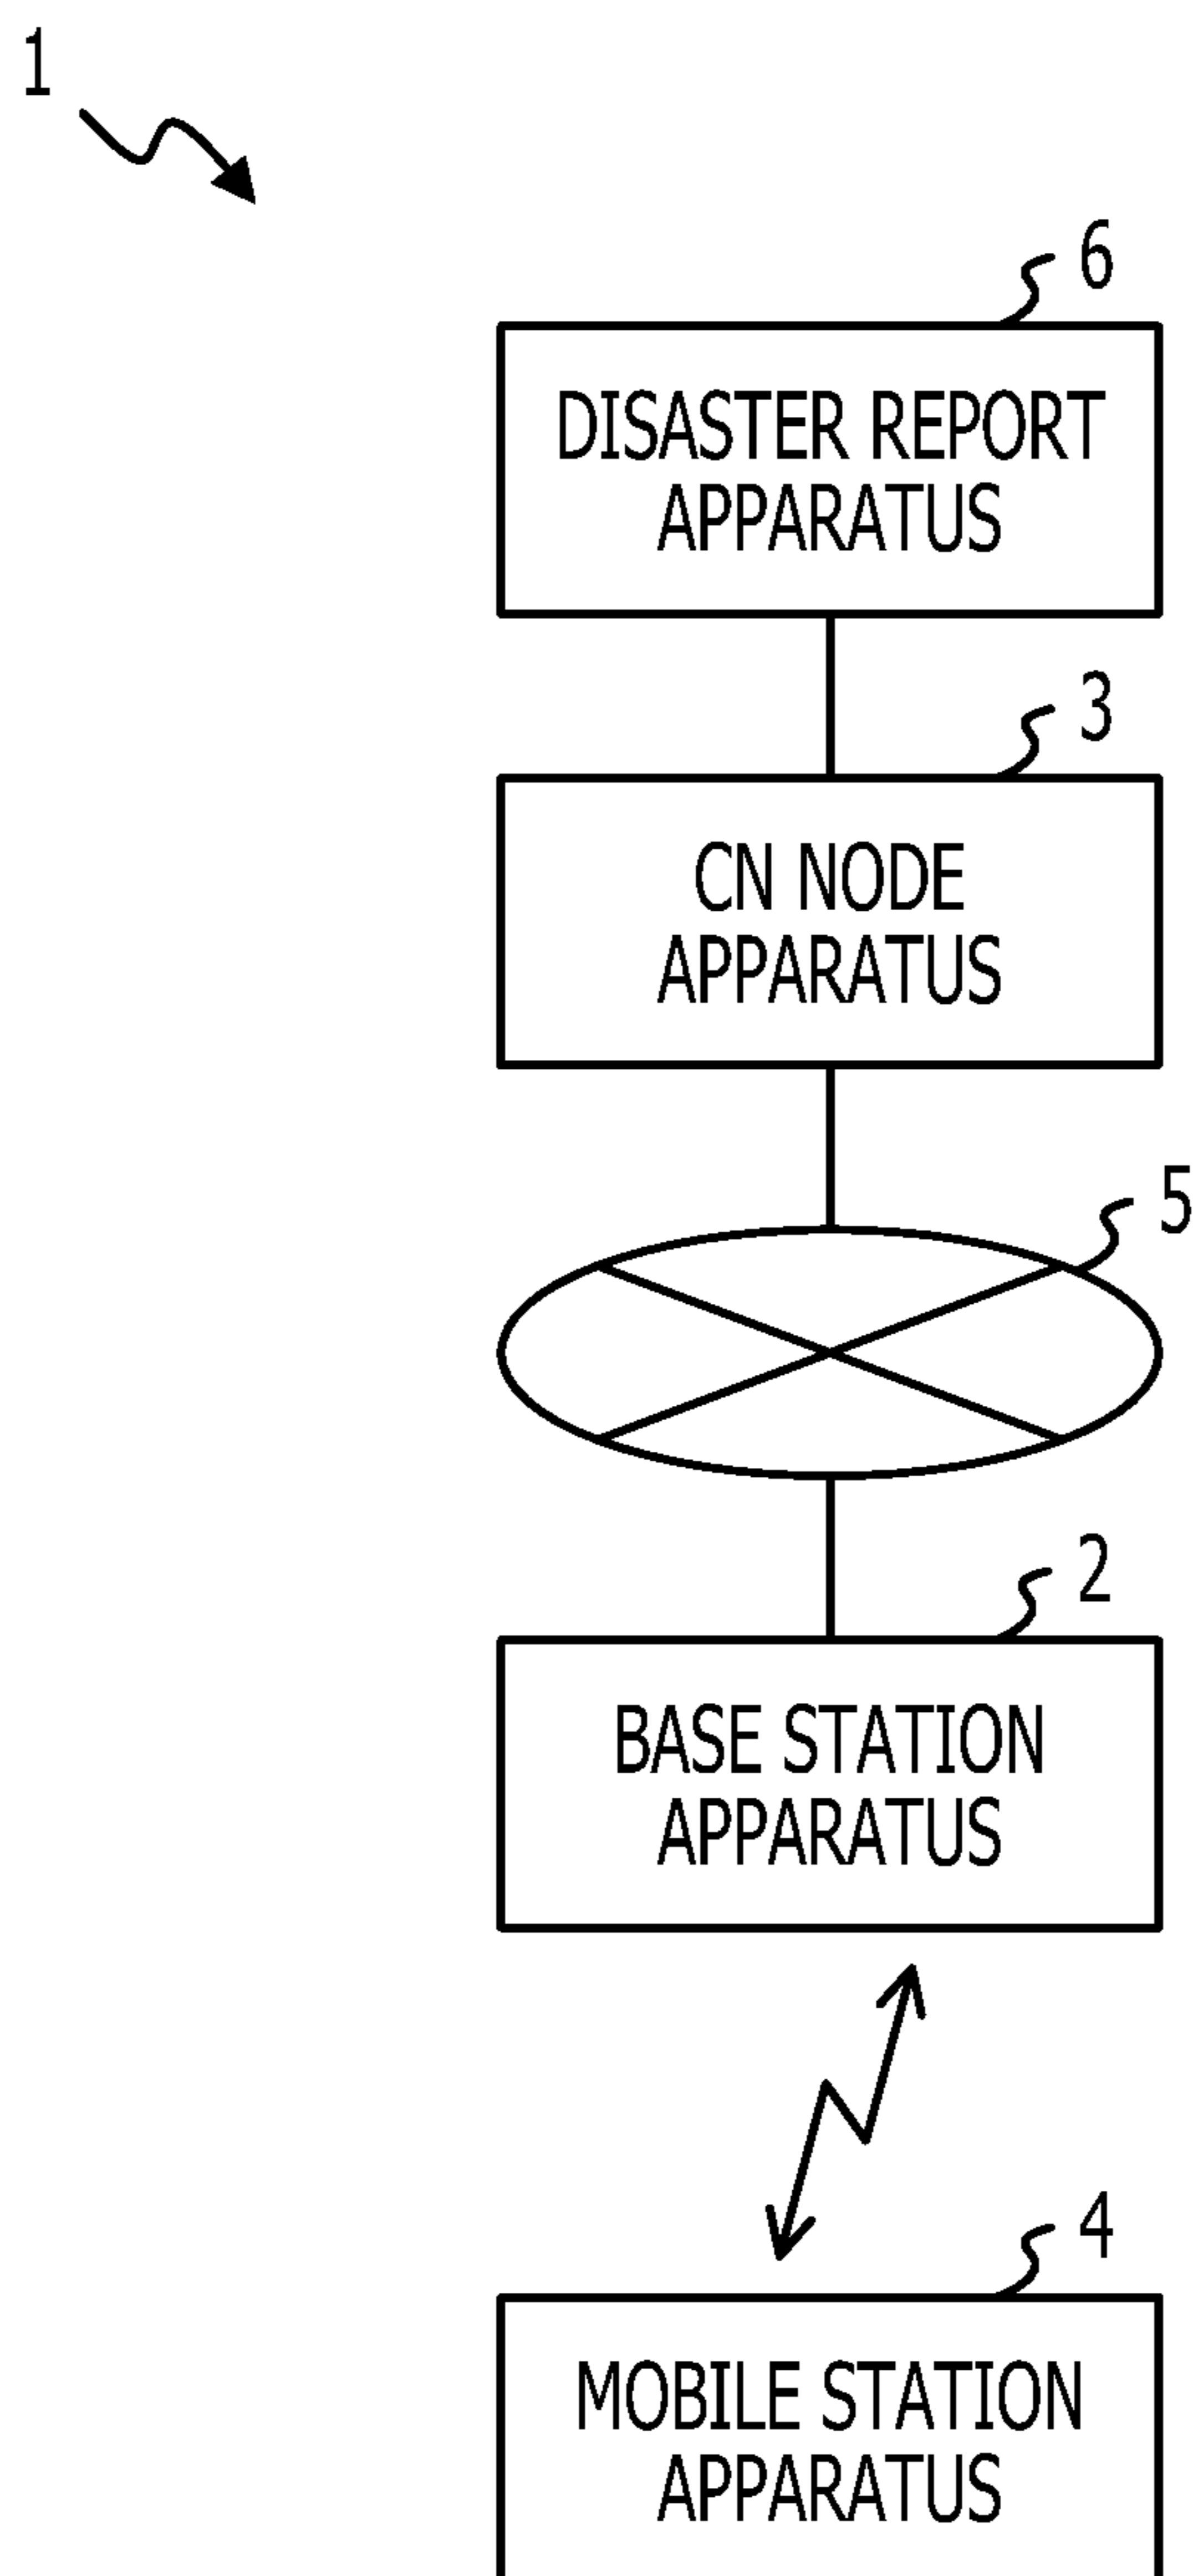 1
6
DISASTER REPORT
APPARATUS
3
CN NODE
APPARATUS
5
2
BASE STATION
APPARATUS
4
MOBILE STATION
APPARATUS